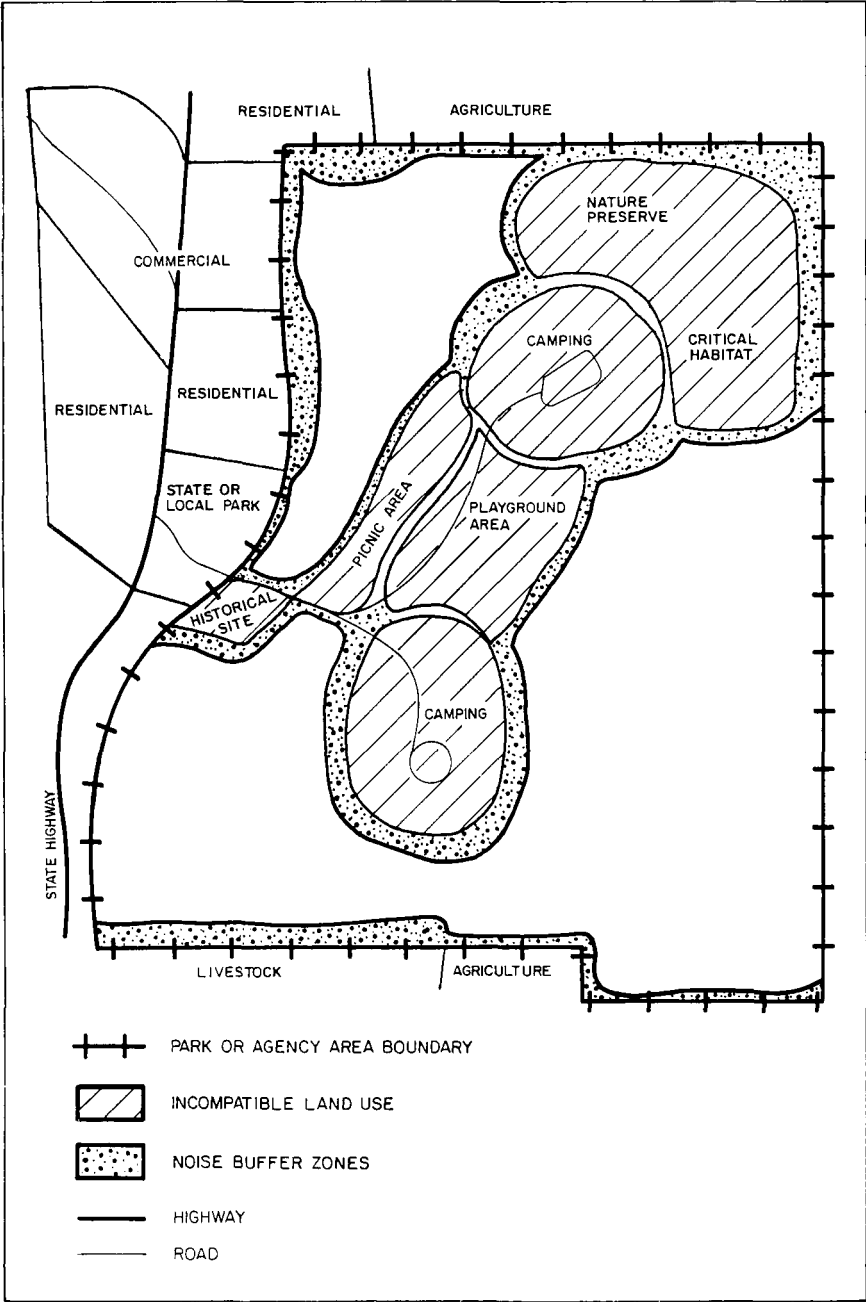 RESIDENTIAL
AGRICULTURE
NATURE
PRESERVE
COMMERCIAL
CAMPING
CRITICAL
HABITAT
RESIDENTIAL
RESIDENTIAL
STATE OR
LOCAL PARK
PICNIC AREA
PLAYGROUND
AREA
HISTORICAL
SITE
CAMPING
STATE HIGHWAY
LIVESTOCK
AGRICULTURE
PARK OR AGENCY AREA BOUNDARY
INCOMPATIBLE LAND USE
NOISE BUFFER ZONES
HIGHWAY
ROAD